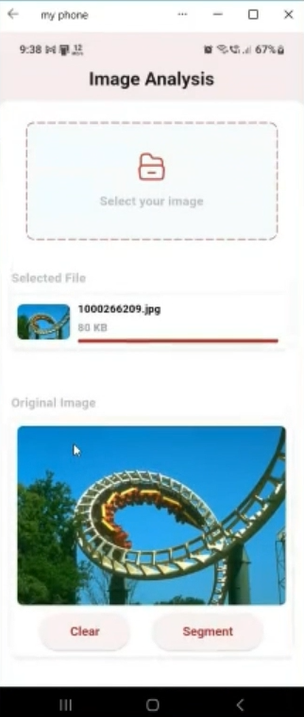 my phone
9:38
67%
Image Analysis
Select your image
Selected File
1000266209.jpg
80 KB
Original Image
Clear
Segment